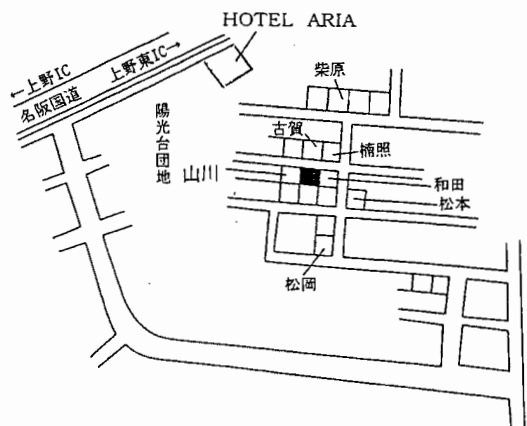 HOTEL ARIA
←上野IC
上野東IC→
名阪国道
陽光台団地
柴原
古賀
楠照
山川
和田
松本
松岡